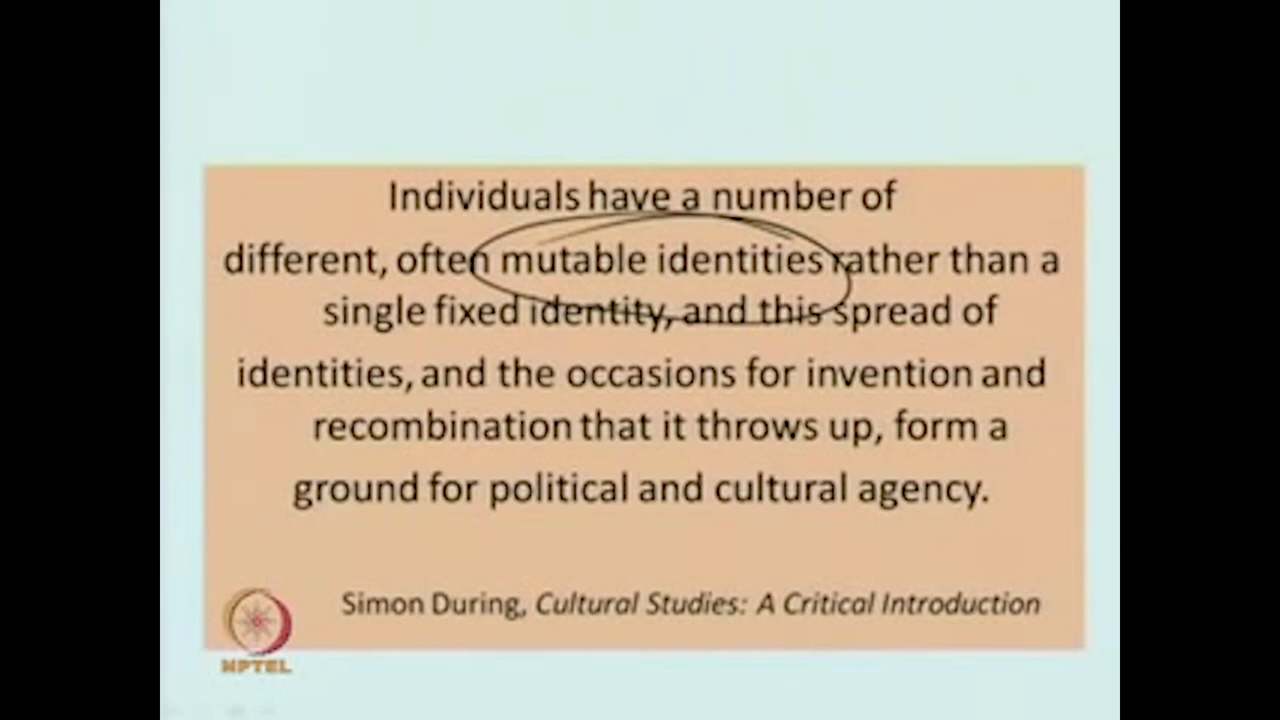 Individuals have a number of
different, often mutable identities rather than a
single fixed identity, and this spread of
identities, and the occasions for invention and
recombination that it throws up, form a
ground for political and cultural agency.
Simon During, Cultural Studies: A Critical Introduction
NPTEL